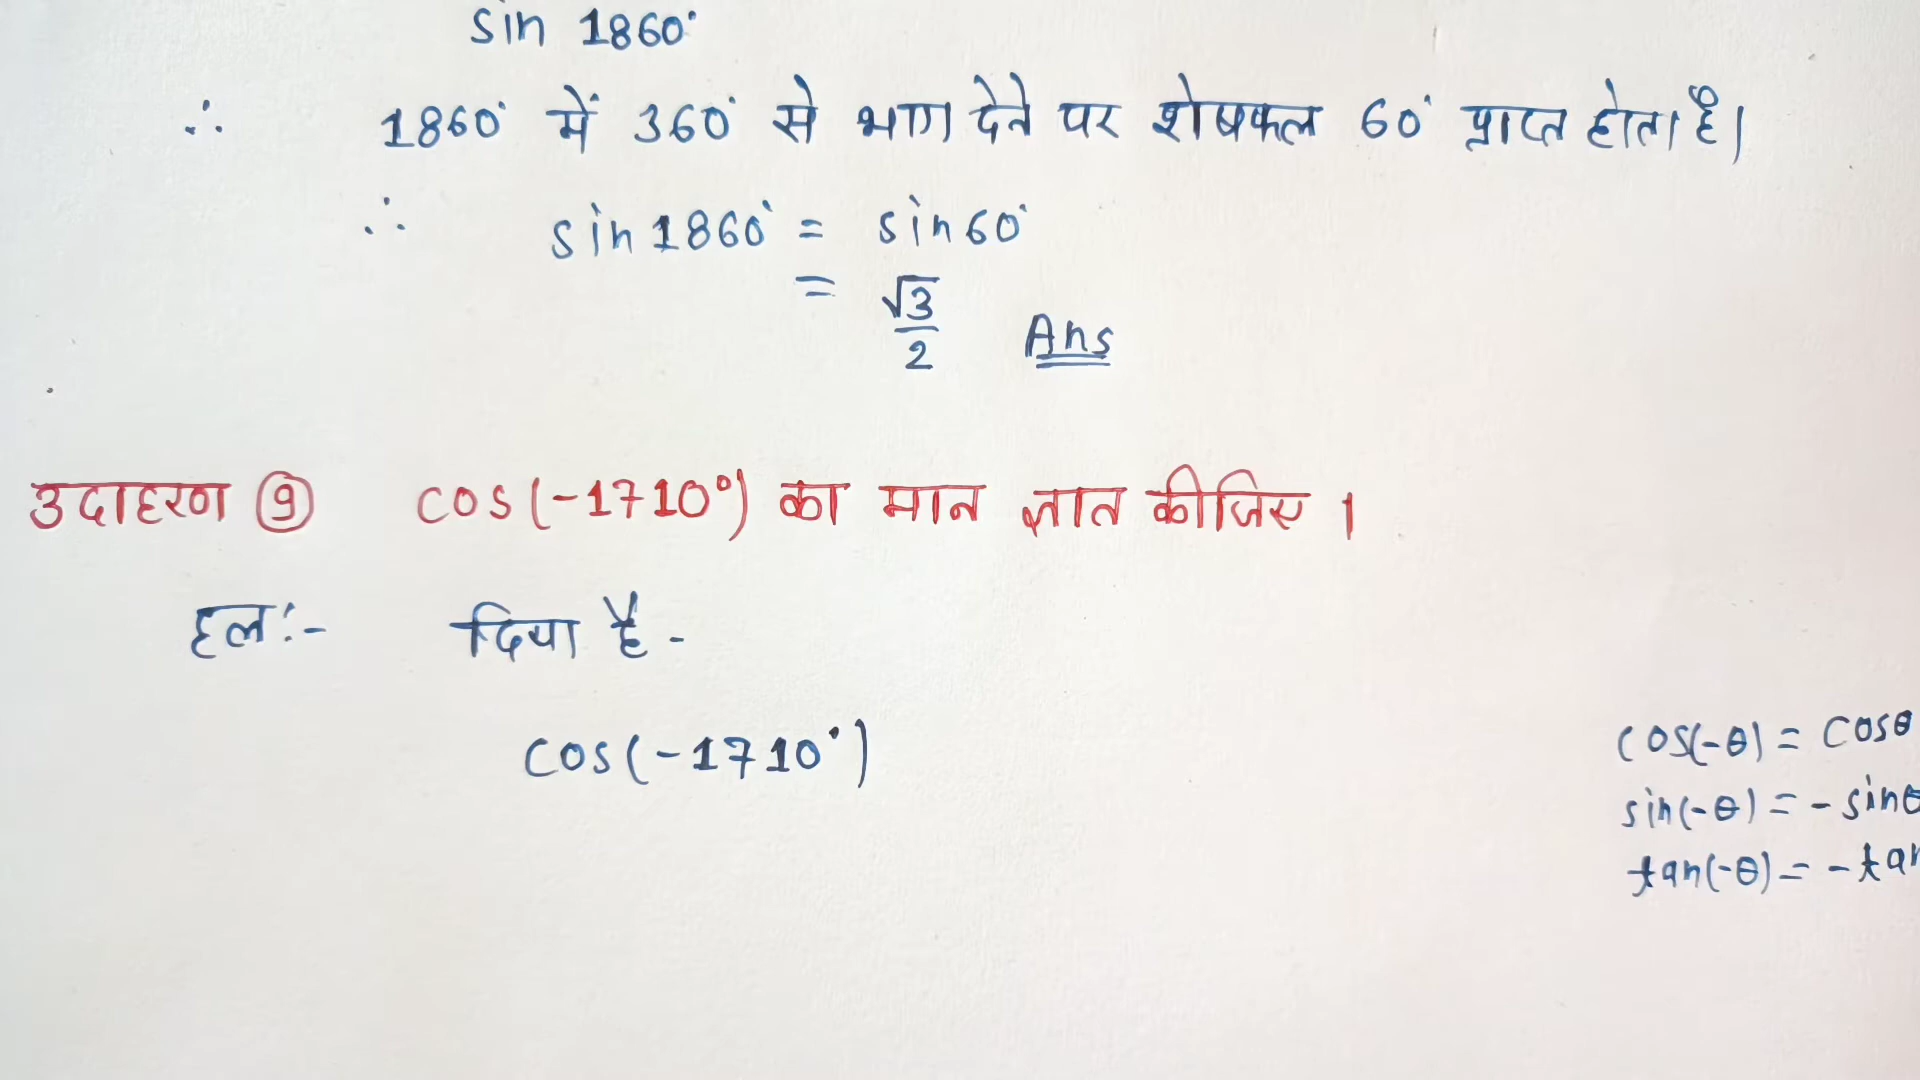 sin 1860°
∴ 1860° में 360° से भाग देने पर शेषफल 60° प्राप्त होता है।
∴ sin 1860° = sin 60°
= √3/2 Ans
उदाहरण ⑨ cos(-1710°) का मान ज्ञात कीजिए ।
हलः- दिया है -
cos(-1710°)
cos(-θ) = cosθ
sin(-θ) = - sinθ
tan(-θ) = - tan